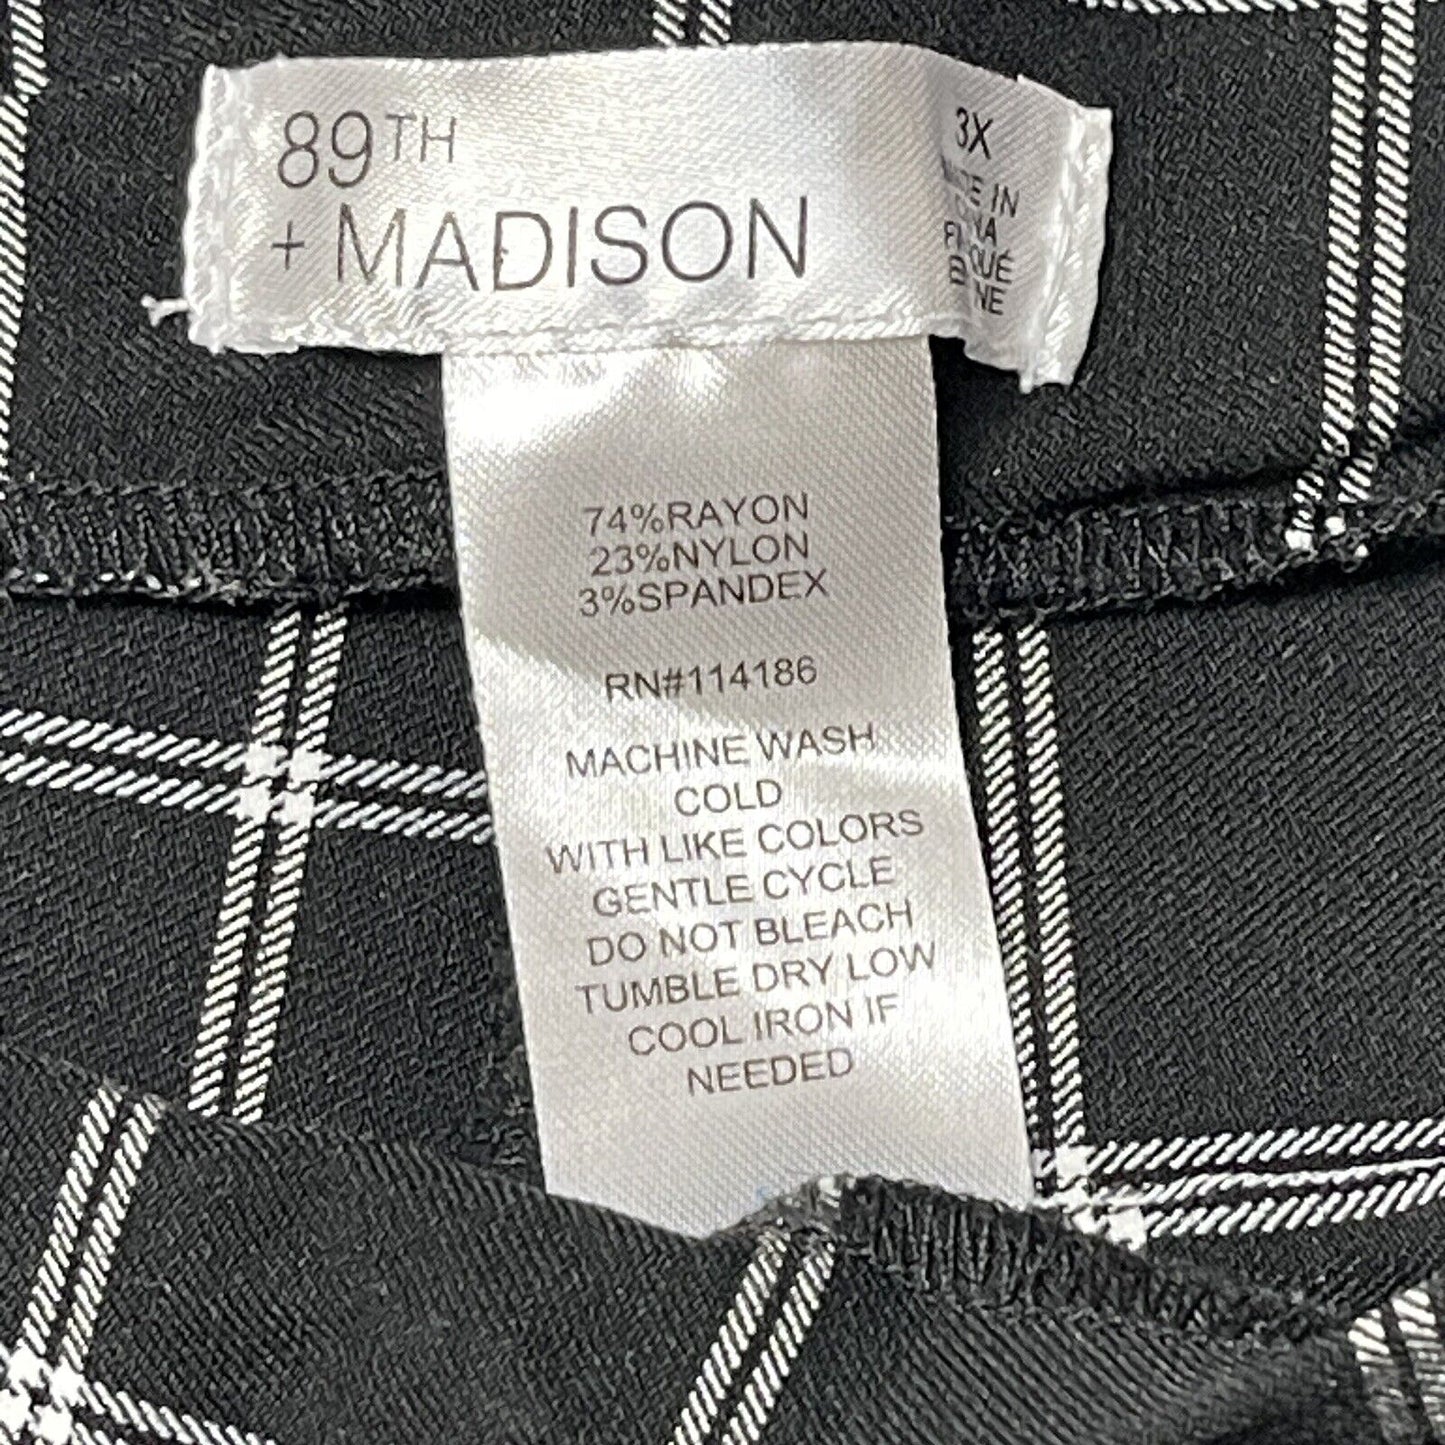 89TH
+ MADISON
3X
IN
74%RAYON
23%NYLON
3%SPANDEX
RN#114186
MACHINE WASH
COLD
WITH LIKE COLORS
GENTLE CYCLE
DO NOT BLEACH
TUMBLE DRY LOW
COOL IRON IF
NEEDED